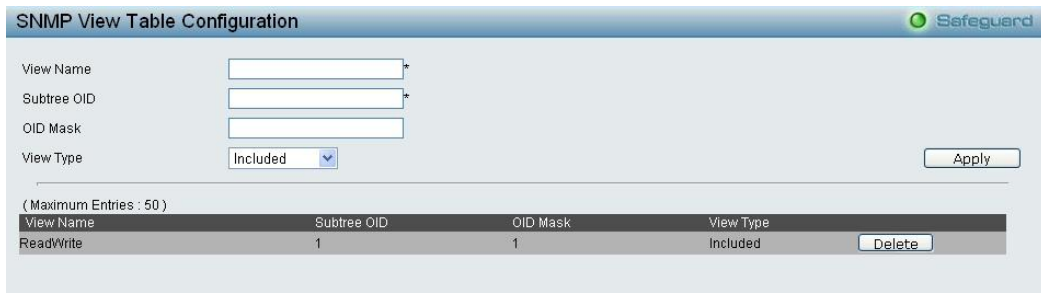 SNMP View Table Configuration
Safeguard
View Name *
Subtree OID *
OID Mask
View Type Included Apply
( Maximum Entries : 50 )
View Name Subtree OID OID Mask View Type
ReadWrite 1 1 Included Delete